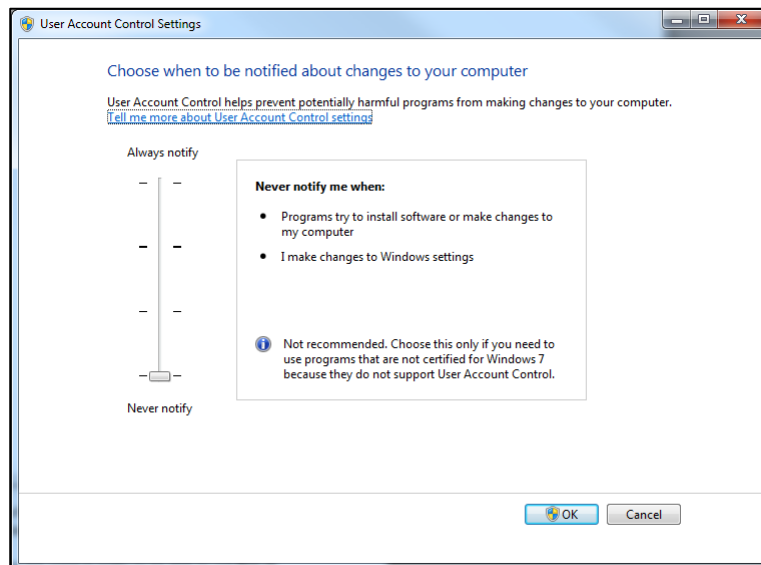 User Account Control Settings
Choose when to be notified about changes to your computer
User Account Control helps prevent potentially harmful programs from making changes to your computer.
Tell me more about User Account Control settings
Always notify
Never notify me when:
• Programs try to install software or make changes to
my computer
• I make changes to Windows settings
Not recommended. Choose this only if you need to
use programs that are not certified for Windows 7
because they do not support User Account Control.
Never notify
OK
Cancel